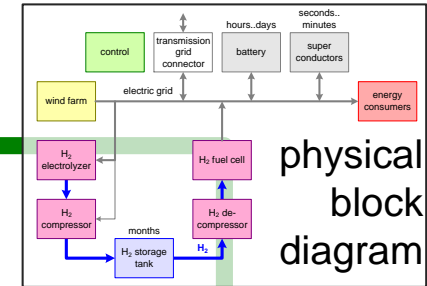 seconds..
minutes
hours..days
control
transmission
grid
connector
battery
super
conductors
wind farm
electric grid
energy
consumers
H₂
electrolyzer
H₂ fuel cell
physical
block
diagram
H₂
compressor
H₂ de-
compressor
months
H₂ storage
tank
H₂